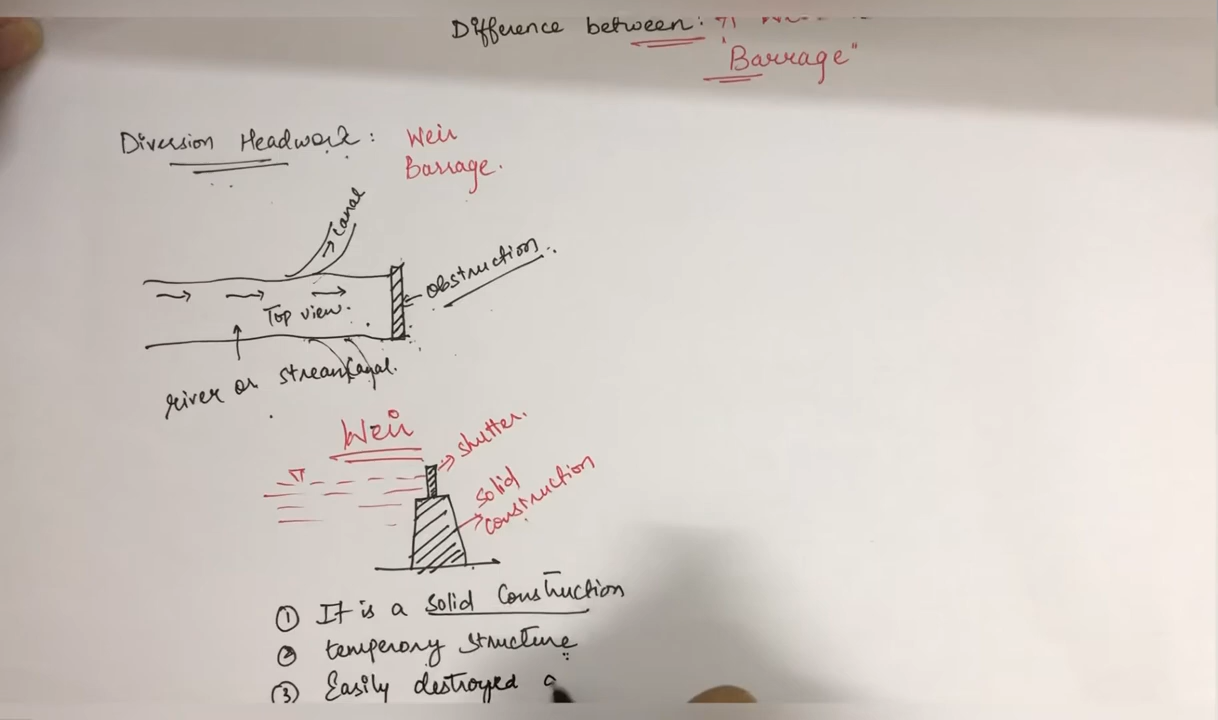 Difference between:
"Barrage"
Diversion Headwork: Weir
Barrage.
canal
obstruction.
Top view.
river or stream
Canal.
Weir
shutter.
solid
construction
① It is a solid construction
② temperory structure
③ Easily destroyed